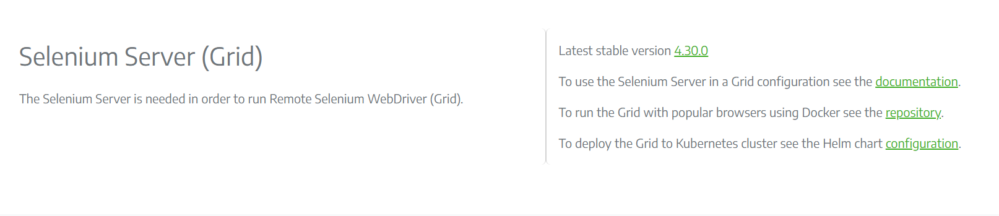 Selenium Server (Grid)
The Selenium Server is needed in order to run Remote Selenium WebDriver (Grid).
Latest stable version 4.30.0
To use the Selenium Server in a Grid configuration see the documentation.
To run the Grid with popular browsers using Docker see the repository.
To deploy the Grid to Kubernetes cluster see the Helm chart configuration.